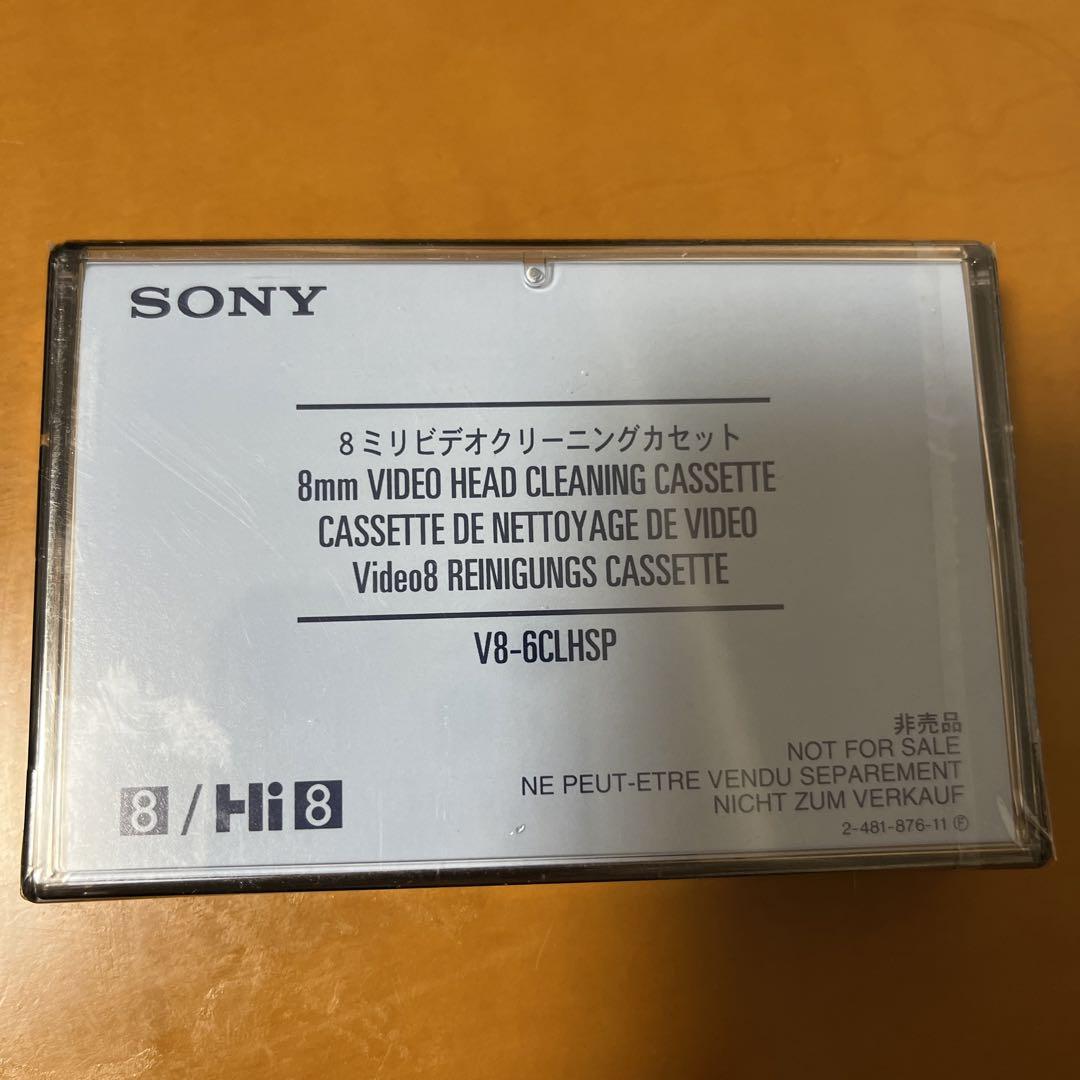 SONY
8ミリビデオクリーニングカセット
8mm VIDEO HEAD CLEANING CASSETTE
CASSETTE DE NETTOYAGE DE VIDEO
Video8 REINIGUNGS CASSETTE
V8-6CLHSP
非売品
NOT FOR SALE
NE PEUT-ETRE VENDU SEPAREMENT
NICHT ZUM VERKAUF
2-481-876-11 Ⓕ
8 / Hi8